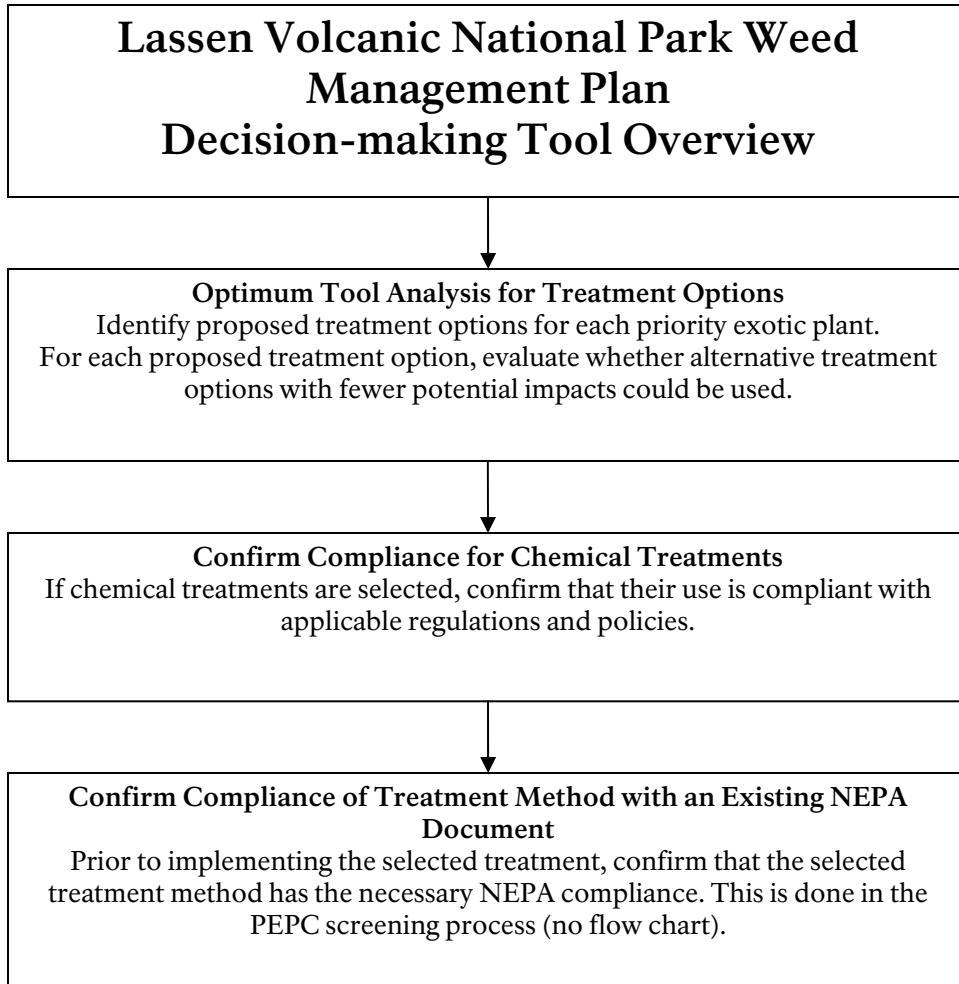 Lassen Volcanic National Park Weed
Management Plan
Decision-making Tool Overview
Optimum Tool Analysis for Treatment Options
Identify proposed treatment options for each priority exotic plant.
For each proposed treatment option, evaluate whether alternative treatment
options with fewer potential impacts could be used.
Confirm Compliance for Chemical Treatments
If chemical treatments are selected, confirm that their use is compliant with
applicable regulations and policies.
Confirm Compliance of Treatment Method with an Existing NEPA
Document
Prior to implementing the selected treatment, confirm that the selected
treatment method has the necessary NEPA compliance. This is done in the
PEPC screening process (no flow chart).